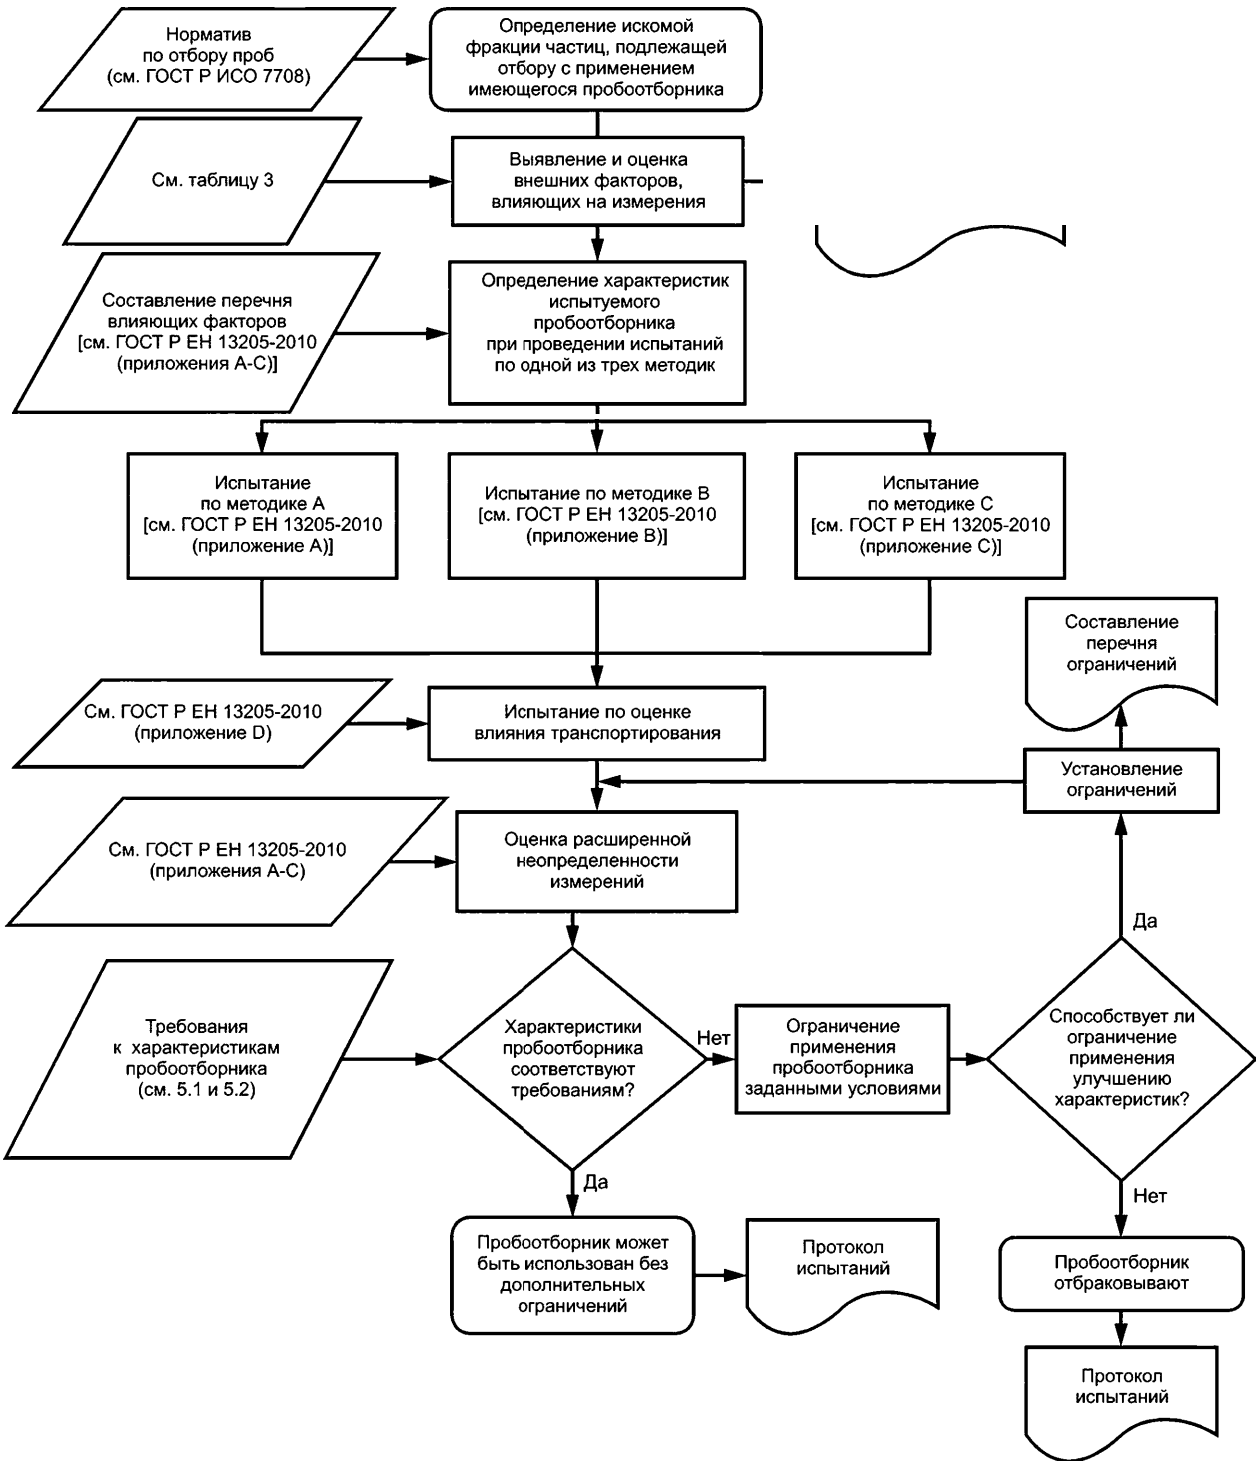 Норматив
по отбору проб
(см. ГОСТ Р ИСО 7708)
Определение искомой
фракции частиц, подлежащей
отбору с применением
имеющегося пробоотборника
См. таблицу 3
Выявление и оценка
внешних факторов,
влияющих на измерения
Составление перечня
влияющих факторов
[см. ГОСТ Р ЕН 13205-2010
(приложения А-С)]
Определение характеристик
испытуемого
пробоотборника
при проведении испытаний
по одной из трех методик
Испытание
по методике А
[см. ГОСТ Р ЕН 13205-2010
(приложение А)]
Испытание по методике В
[см. ГОСТ Р ЕН 13205-2010
(приложение В)]
Испытание
по методике С
[см. ГОСТ Р ЕН 13205-2010
(приложение С)]
Составление
перечня
ограничений
См. ГОСТ Р ЕН 13205-2010
(приложение D)
Испытание по оценке
влияния транспортирования
Установление
ограничений
См. ГОСТ Р ЕН 13205-2010
(приложения А-С)
Оценка расширенной
неопределенности
измерений
Да
Требования
к характеристикам
пробоотборника
(см. 5.1 и 5.2)
Характеристики
пробоотборника
соответствуют
требованиям?
Нет
Ограничение
применения
пробоотборника
заданными условиями
Способствует ли
ограничение
применения
улучшению
характеристик?
Да
Нет
Пробоотборник может
быть использован без
дополнительных
ограничений
Протокол
испытаний
Пробоотборник
отбраковывают
Протокол
испытаний